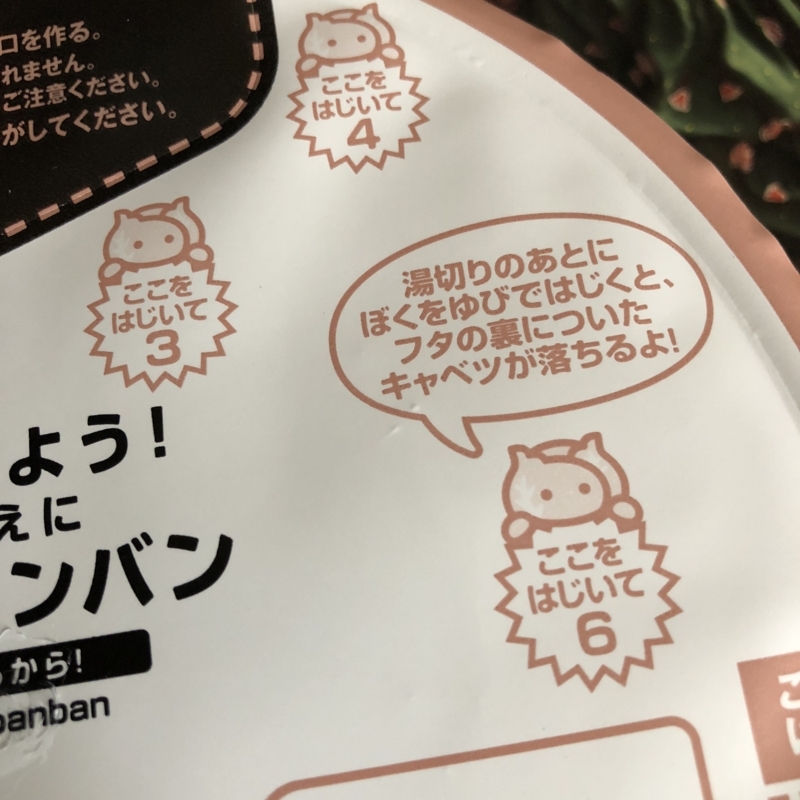 口を作る。
れません。
ご注意ください。
がしてください。
ここを
はじいて
4
ここを
はじいて
3
湯切りのあとに
ぼくをゆびではじくと、
フタの裏についた
キャベツが落ちるよ!
よう!
えに
ンバン
から!
banban
ここを
はじいて
6